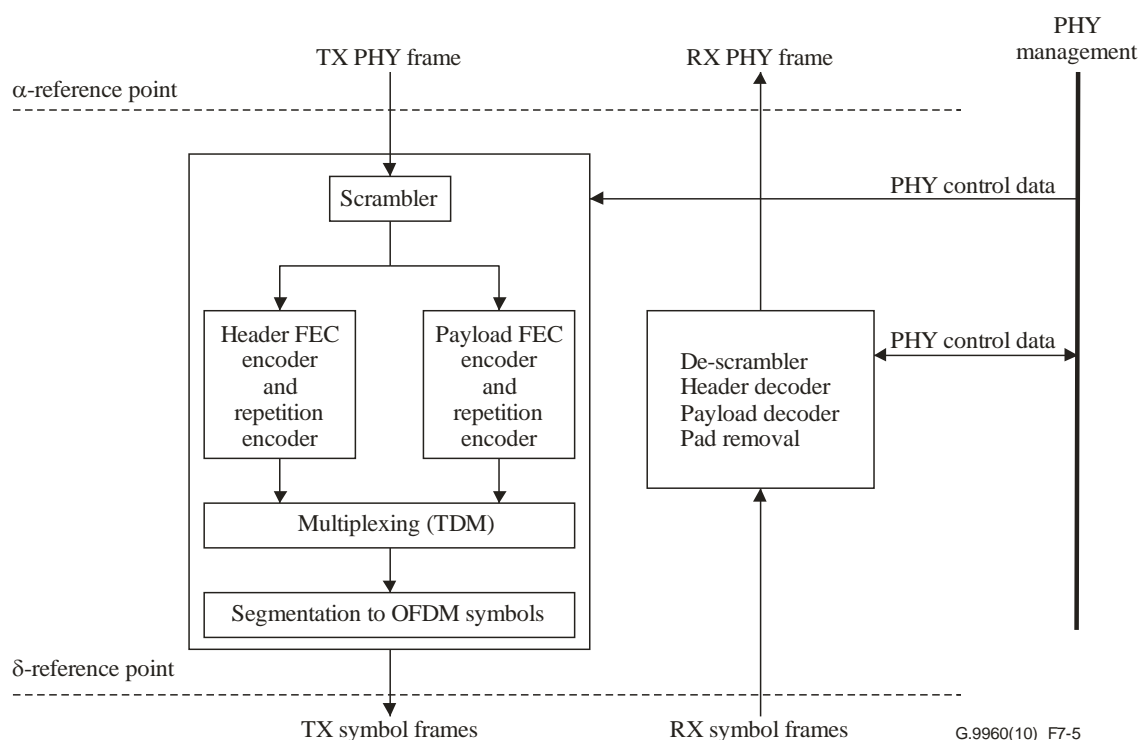 PHY
management
TX PHY frame
RX PHY frame
α-reference point
Scrambler
PHY control data
Header FEC
encoder
and
repetition
encoder
Payload FEC
encoder
and
repetition
encoder
De-scrambler
Header decoder
Payload decoder
Pad removal
PHY control data
Multiplexing (TDM)
Segmentation to OFDM symbols
δ-reference point
TX symbol frames
RX symbol frames
G.9960(10)_F7-5